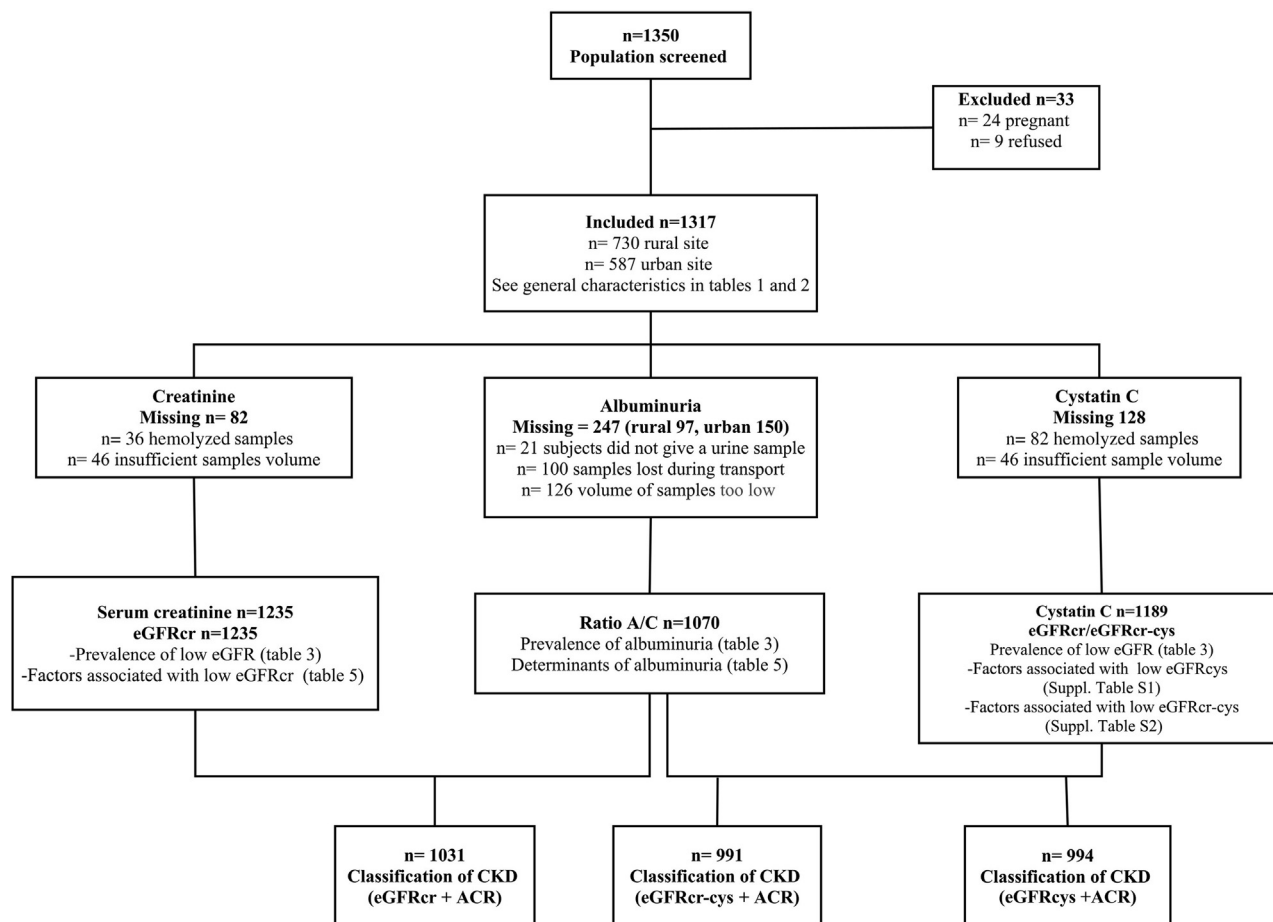 n=1350
Population screened
Excluded n=33
n= 24 pregnant
n= 9 refused
Included n=1317
n= 730 rural site
n= 587 urban site
See general characteristics in tables 1 and 2
Creatinine
Missing n= 82
n= 36 hemolyzed samples
n= 46 insufficient samples volume
Albuminuria
Missing = 247 (rural 97, urban 150)
n= 21 subjects did not give a urine sample
n= 100 samples lost during transport
n= 126 volume of samples too low
Cystatin C
Missing 128
n= 82 hemolyzed samples
n= 46 insufficient sample volume
Serum creatinine n=1235
eGFRcr n=1235
-Prevalence of low eGFR (table 3)
-Factors associated with low eGFRcr (table 5)
Ratio A/C n=1070
Prevalence of albuminuria (table 3)
Determinants of albuminuria (table 5)
Cystatin C n=1189
eGFRcr/eGFRcr-cys
Prevalence of low eGFR (table 3)
-Factors associated with low eGFRcys
(Suppl. Table S1)
-Factors associated with low eGFRcr-cys
(Suppl. Table S2)
n= 1031
Classification of CKD
(eGFRcr + ACR)
n= 991
Classification of CKD
(eGFRcr-cys + ACR)
n= 994
Classification of CKD
(eGFRcys +ACR)